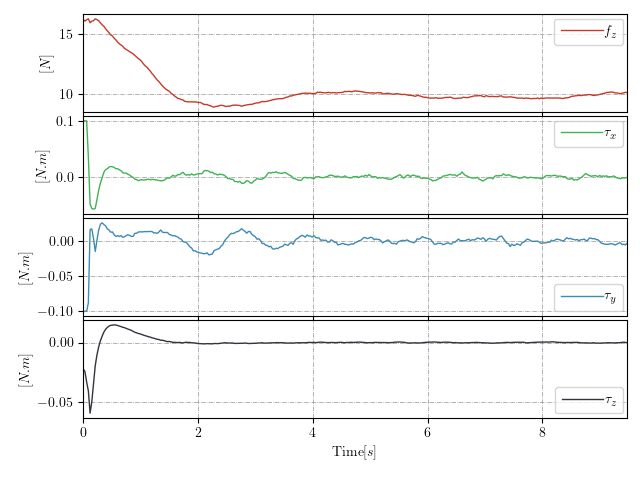 15
10
[N]
f_z
0.1
0.0
[N.m]
τ_x
0.00
−0.05
−0.10
[N.m]
τ_y
0.00
−0.05
[N.m]
τ_z
0 2 4 6 8
Time[s]